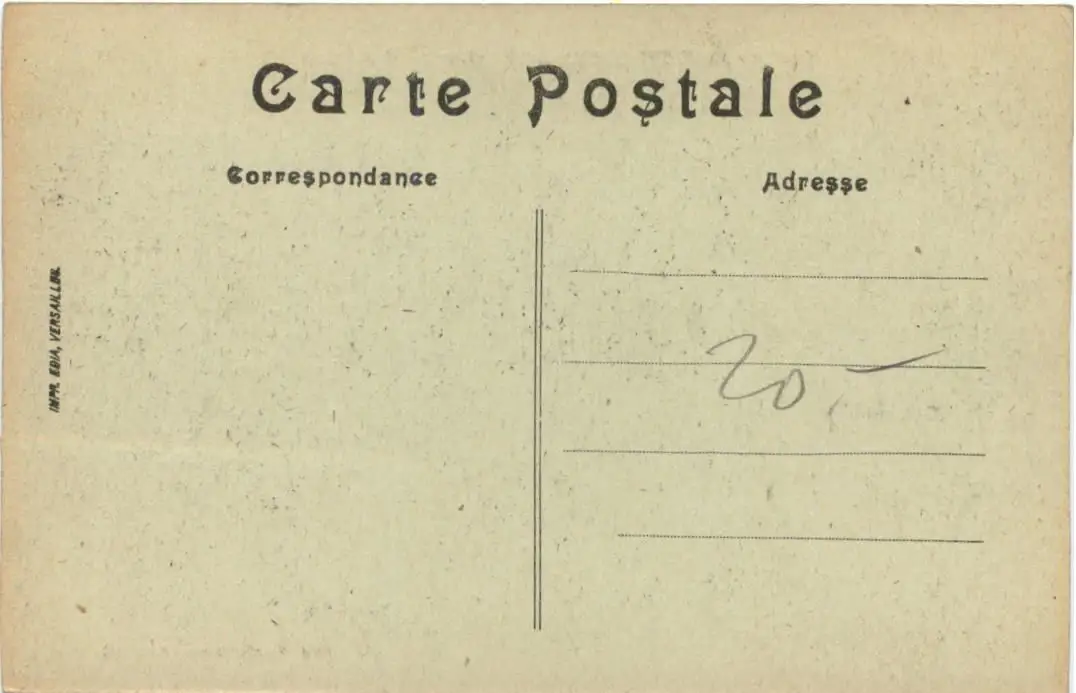 Carte Postale
Correspondance
Adresse
IMPR. EDIA, VERSAILLES.
20 -